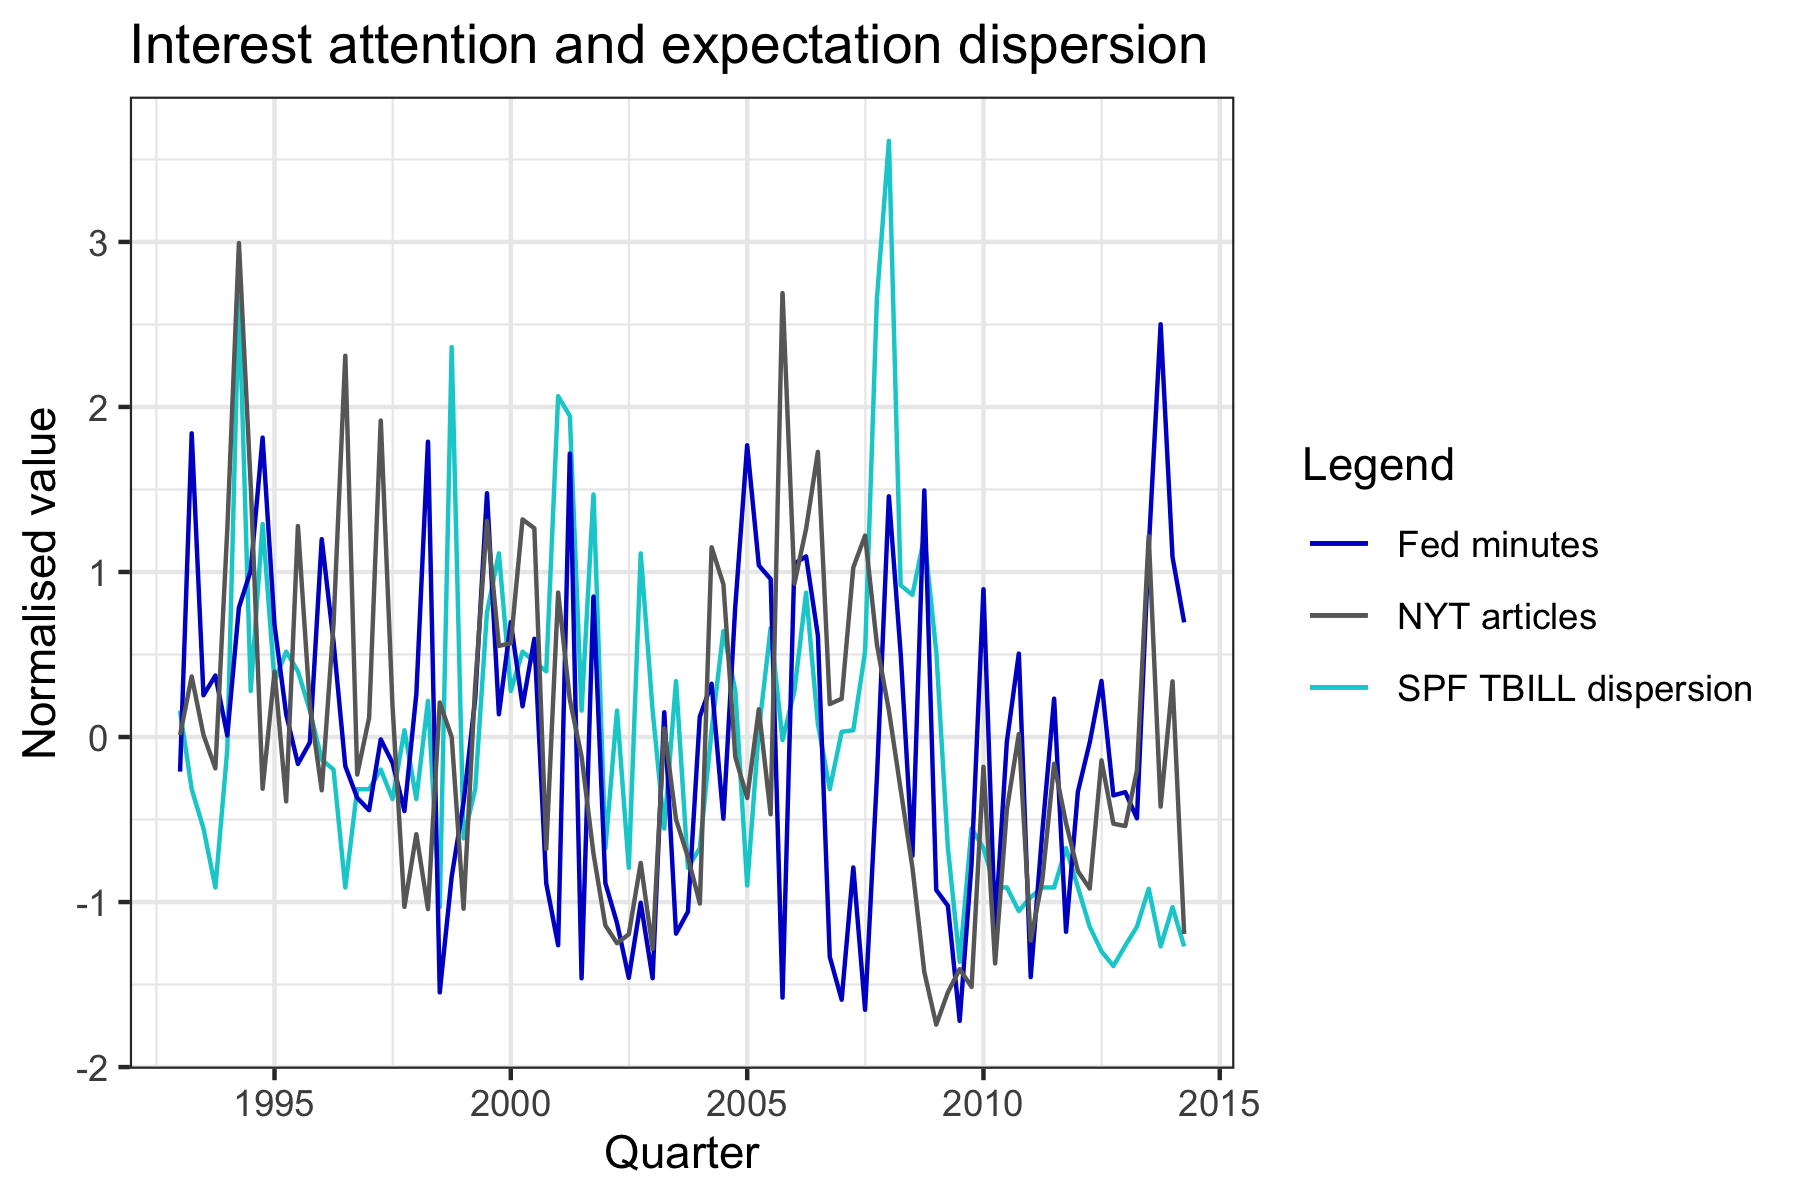 Interest attention and expectation dispersion
Normalised value
3
2
1
0
-1
-2
1995
2000
2005
2010
2015
Quarter
Legend
Fed minutes
NYT articles
SPF TBILL dispersion